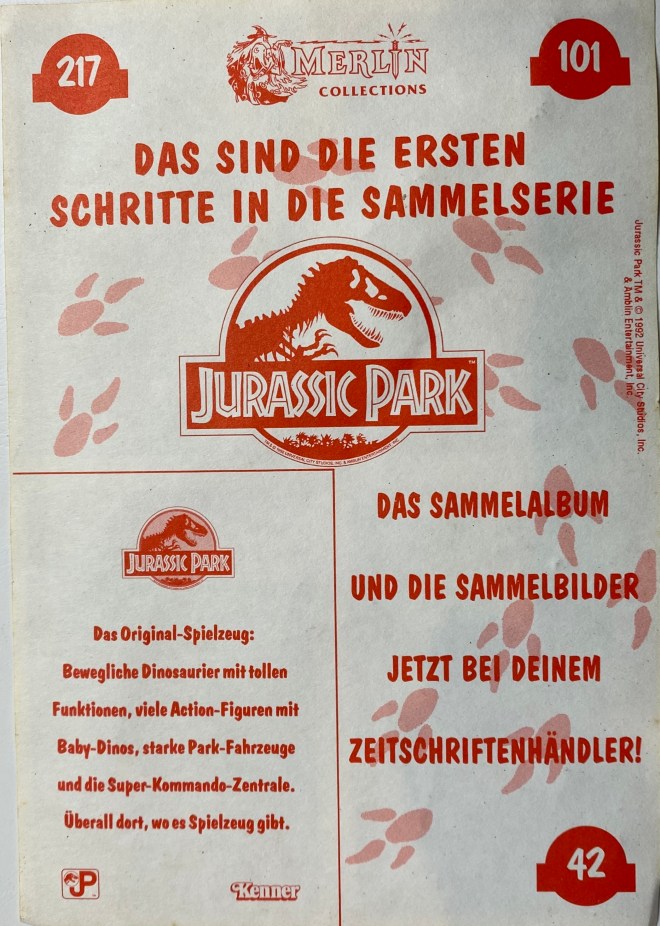 217
MERLIN
COLLECTIONS
101
DAS SIND DIE ERSTEN
SCHRITTE IN DIE SAMMELSERIE
Jurassic Park TM & © 1992 Universal City Studios, Inc.
& Amblin Entertainment, Inc.
JURASSIC PARK™
DAS SAMMELALBUM
UND DIE SAMMELBILDER
JETZT BEI DEINEM
ZEITSCHRIFTENHÄNDLER!
42
JURASSIC PARK
Das Original-Spielzeug:
Bewegliche Dinosaurier mit tollen
Funktionen, viele Action-Figuren mit
Baby-Dinos, starke Park-Fahrzeuge
und die Super-Kommando-Zentrale.
Überall dort, wo es Spielzeug gibt.
JP
Kenner